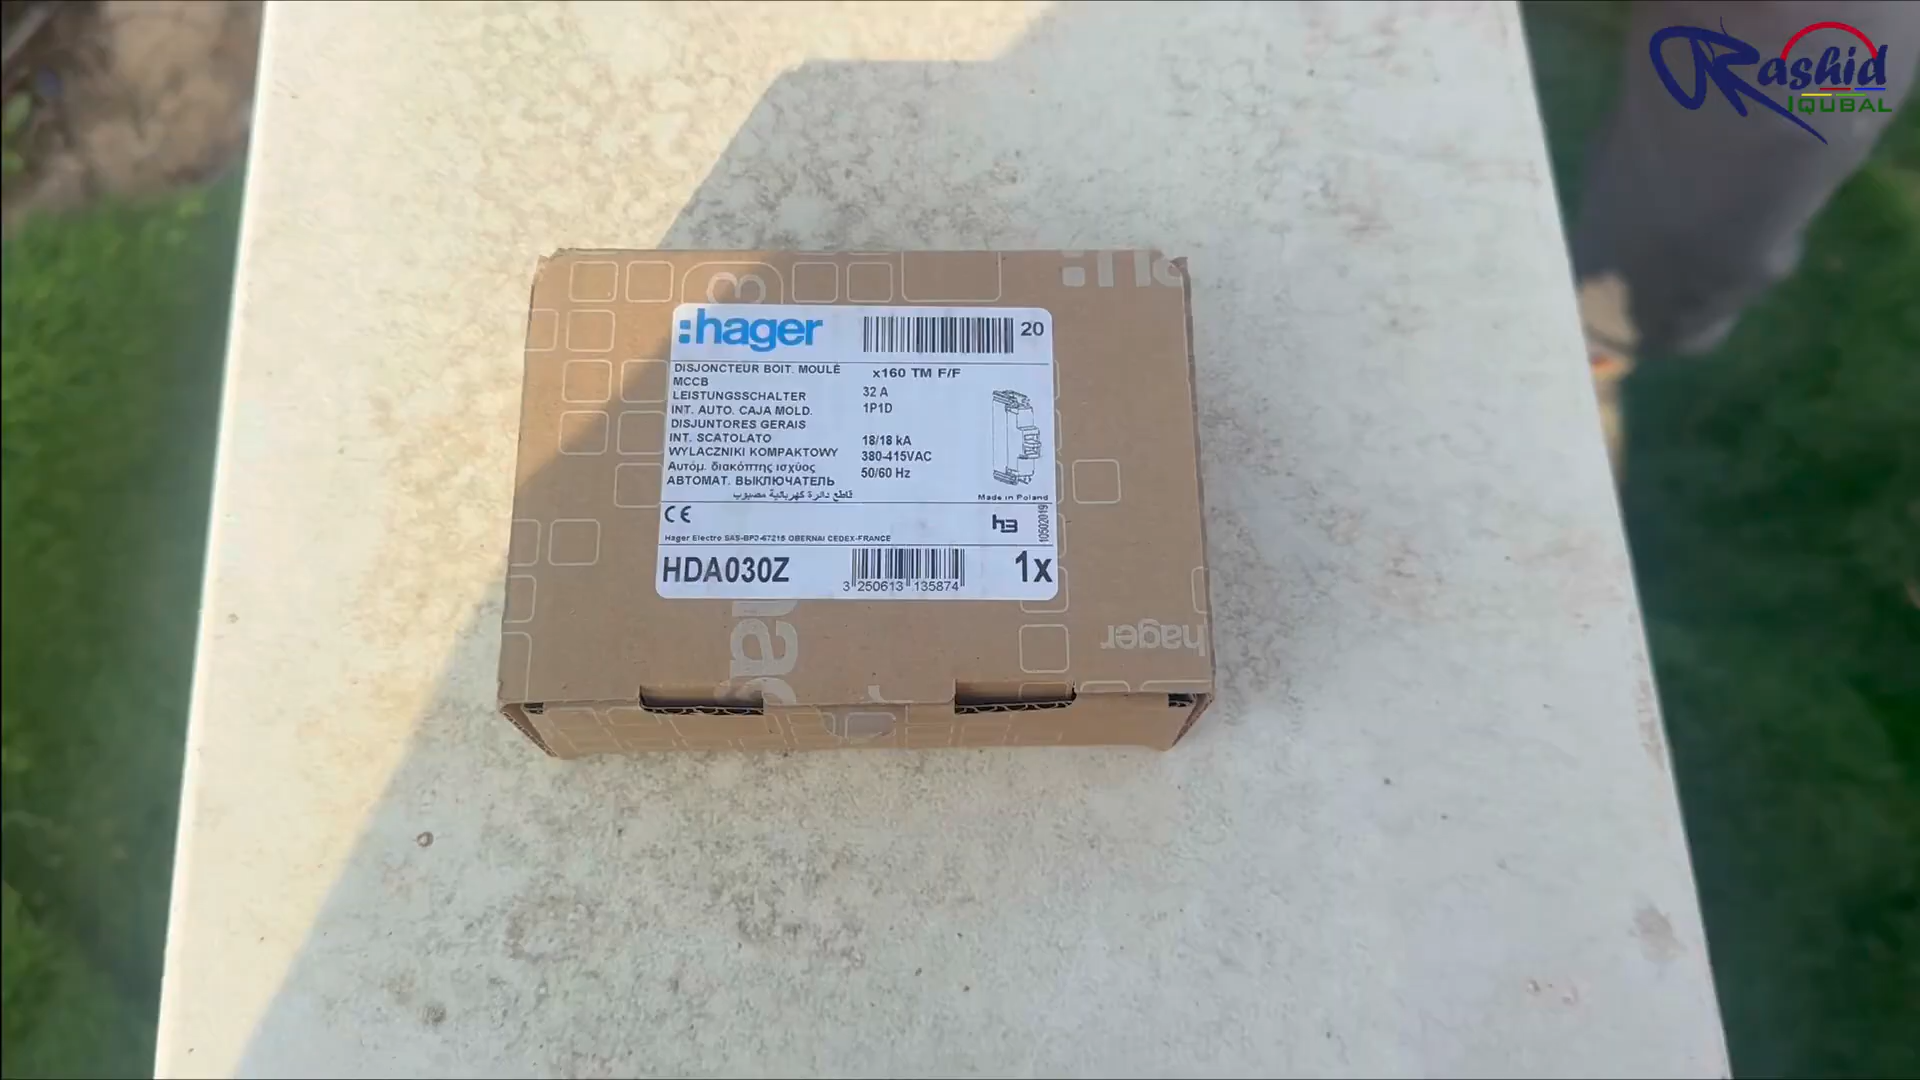 Rashid
IQUBAL
:hager
20
DISJONCTEUR BOIT. MOULÉ
MCCB
LEISTUNGSSCHALTER
INT. AUTO. CAJA MOLD.
DISJUNTORES GERAIS
INT. SCATOLATO
WYLACZNIKI KOMPAKTOWY
Αυτόμ. διακόπτης ισχύος
АВТОМАТ. ВЫКЛЮЧАТЕЛЬ
قاطع دائرة كهربائية مصبوب
x160 TM F/F
32 A
1P1D
18/18 kA
380-415VAC
50/60 Hz
Made in Poland
CE
h3
10502019
Hager Electro SAS-BP3-67215 OBERNAI CEDEX-FRANCE
HDA030Z
3 250613 135874
1x
hager